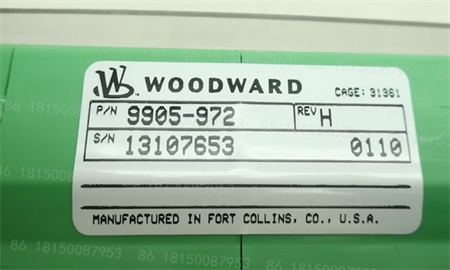 WOODWARD CAGE: 31361
P/N 9905-972 REV H
S/N 13107653 0110
MANUFACTURED IN FORT COLLINS, CO., U.S.A.
86 18150087953
86 18150087953
86 18150087953